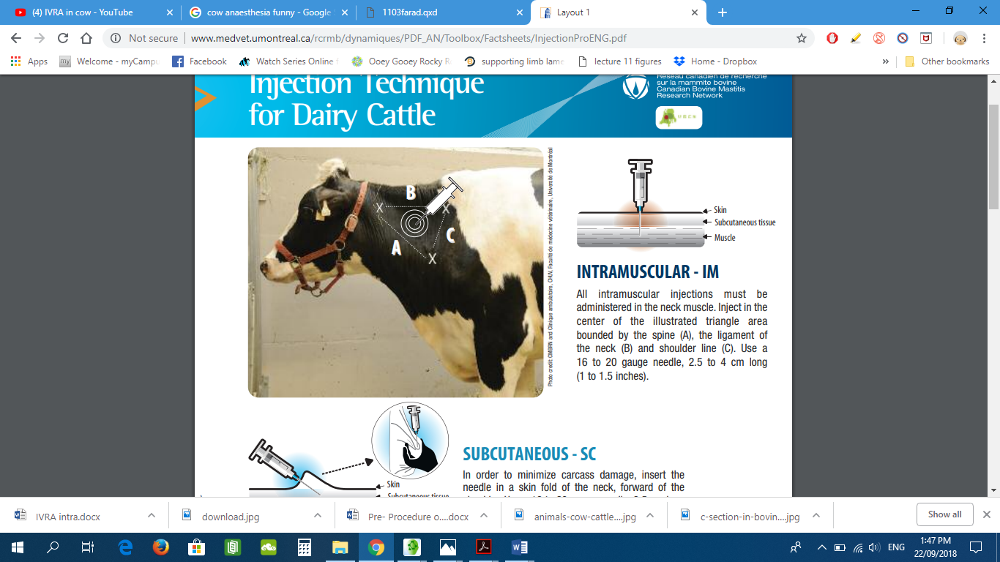 (4) IVRA in cow - YouTube
cow anaesthesia funny - Google
1103farad.qxd
Layout 1
Not secure | www.medvet.umontreal.ca/rcrmb/dynamiques/PDF_AN/Toolbox/Factsheets/InjectionProENG.pdf
Apps
my
Welcome - myCampu
Facebook
Watch Series Online f
Ooey Gooey Rocky R
supporting limb lame
lecture 11 figures
Home - Dropbox
»
Other bookmarks
Injection Technique
for Dairy Cattle
Réseau canadien de recherche
sur la mammite bovine
Canadian Bovine Mastitis
Research Network
B
X
X
A
C
X
Photo credit: CMBRN and Clinique ambulatoire, CHUV, Faculté de médecine vétérinaire, Université de Montréal
Skin
Subcutaneous tissue
Muscle
INTRAMUSCULAR - IM
All intramuscular injections must be
administered in the neck muscle. Inject in the
center of the illustrated triangle area
bounded by the spine (A), the ligament of
the neck (B) and shoulder line (C). Use a
16 to 20 gauge needle, 2.5 to 4 cm long
(1 to 1.5 inches).
SUBCUTANEOUS - SC
In order to minimize carcass damage, insert the
needle in a skin fold of the neck, forward of the
Skin
Subcutaneous tissue
IVRA intra.docx
download.jpg
Pre- Procedure o....docx
animals-cow-cattle....jpg
c-section-in-bovin....jpg
Show all
ENG
1:47 PM
22/09/2018